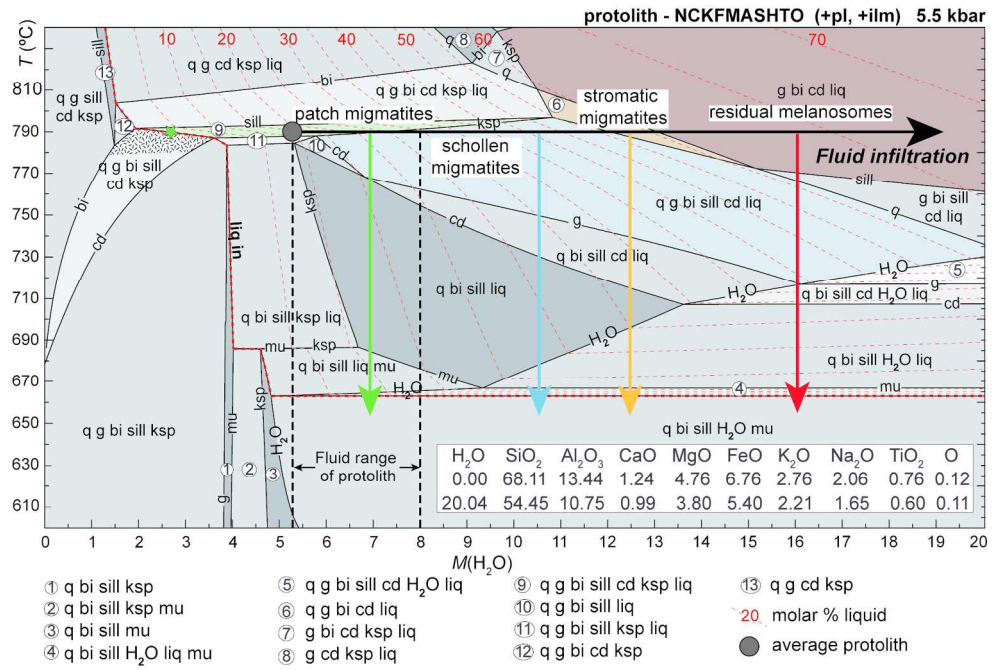 protolith - NCKFMASHTO (+pl, +ilm) 5.5 kbar
T (ºC)
810
790
770
750
730
710
690
670
650
630
610
0 1 2 3 4 5 6 7 8 9 10 11 12 13 14 15 16 17 18 19 20
M(H₂O)
10 20 30 40 50 60 70
sill
13
q g sill
cd ksp
q g cd ksp liq
bi
q g bi cd ksp liq
8
q
bi
7
ksp
q
6
g bi cd liq
12
9
sill
11
patch migmatites
10
ksp
stromatic
migmatites
residual melanosomes
schollen
migmatites
Fluid infiltration
q g bi sill
cd ksp
bi
cd
liq in
ksp
cd
cd
g
q g bi sill cd liq
sill
g bi sill
cd liq
q
q bi sill cd liq
H₂O
5
g
cd
H₂O
q bi sill cd H₂O liq
q bi sill liq
H₂O
q bi sill ksp liq
mu
ksp
q bi sill liq mu
mu
q bi sill H₂O liq
H₂O
4
mu
q g bi sill ksp
mu
ksp
H₂O
1
2
3
g
Fluid range
of protolith
q bi sill H₂O mu
H₂O SiO₂ Al₂O₃ CaO MgO FeO K₂O Na₂O TiO₂ O
0.00 68.11 13.44 1.24 4.76 6.76 2.76 2.06 0.76 0.12
20.04 54.45 10.75 0.99 3.80 5.40 2.21 1.65 0.60 0.11
1 q bi sill ksp
2 q bi sill ksp mu
3 q bi sill mu
4 q bi sill H₂O liq mu
5 q g bi sill cd H₂O liq
6 q g bi cd liq
7 g bi cd ksp liq
8 g cd ksp liq
9 q g bi sill cd ksp liq
10 q g bi sill liq
11 q g bi sill ksp liq
12 q g bi cd ksp
13 q g cd ksp
20 molar % liquid
average protolith